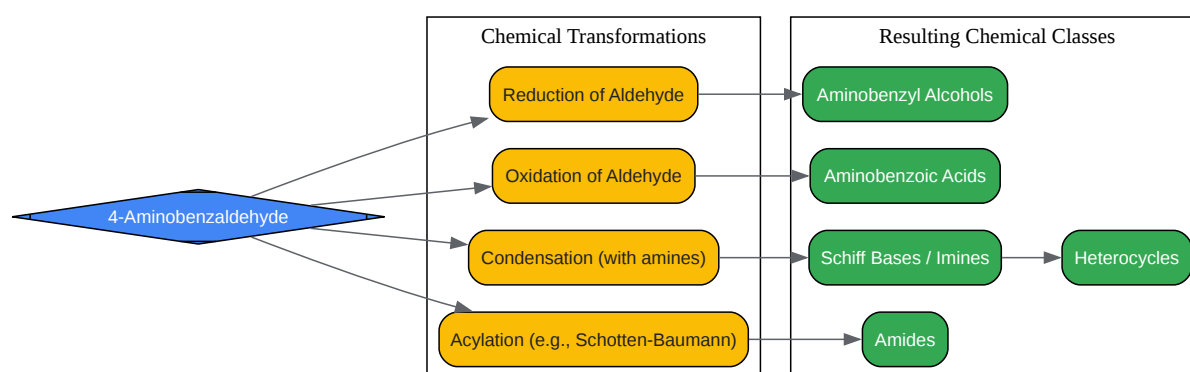 Chemical Transformations
Resulting Chemical Classes
Reduction of Aldehyde
Aminobenzyl Alcohols
Oxidation of Aldehyde
Aminobenzoic Acids
4-Aminobenzaldehyde
Condensation (with amines)
Schiff Bases / Imines
Heterocycles
Acylation (e.g., Schotten-Baumann)
Amides